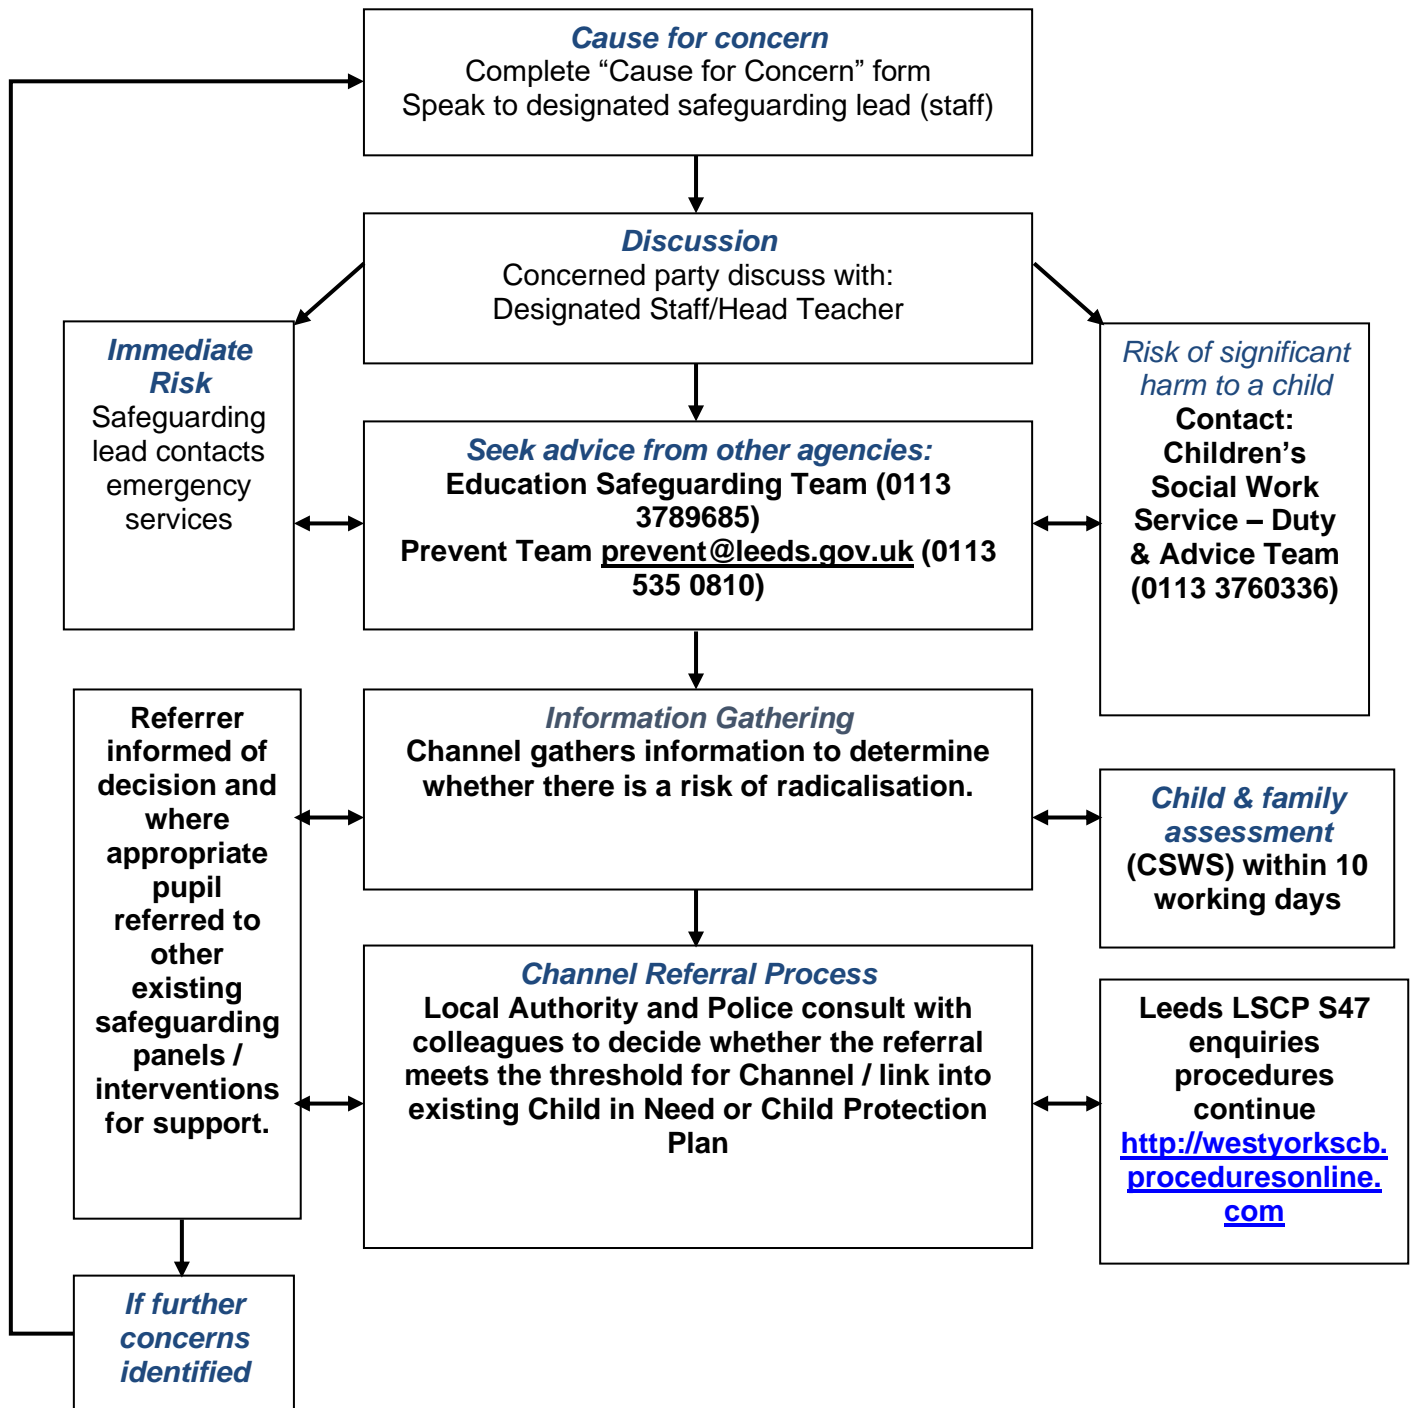 Cause for concern
Complete “Cause for Concern” form
Speak to designated safeguarding lead (staff)
Discussion
Concerned party discuss with:
Designated Staff/Head Teacher
Immediate
Risk
Safeguarding
lead contacts
emergency
services
Seek advice from other agencies:
Education Safeguarding Team (0113
3789685)
Prevent Team prevent@leeds.gov.uk (0113
535 0810)
Risk of significant
harm to a child
Contact:
Children’s
Social Work
Service – Duty
& Advice Team
(0113 3760336)
Referrer
informed of
decision and
where
appropriate
pupil
referred to
other
existing
safeguarding
panels /
interventions
for support.
Information Gathering
Channel gathers information to determine
whether there is a risk of radicalisation.
Child & family
assessment
(CSWS) within 10
working days
Channel Referral Process
Local Authority and Police consult with
colleagues to decide whether the referral
meets the threshold for Channel / link into
existing Child in Need or Child Protection
Plan
Leeds LSCP S47
enquiries
procedures
continue
http://westyorkscb.
proceduresonline.
com
If further
concerns
identified